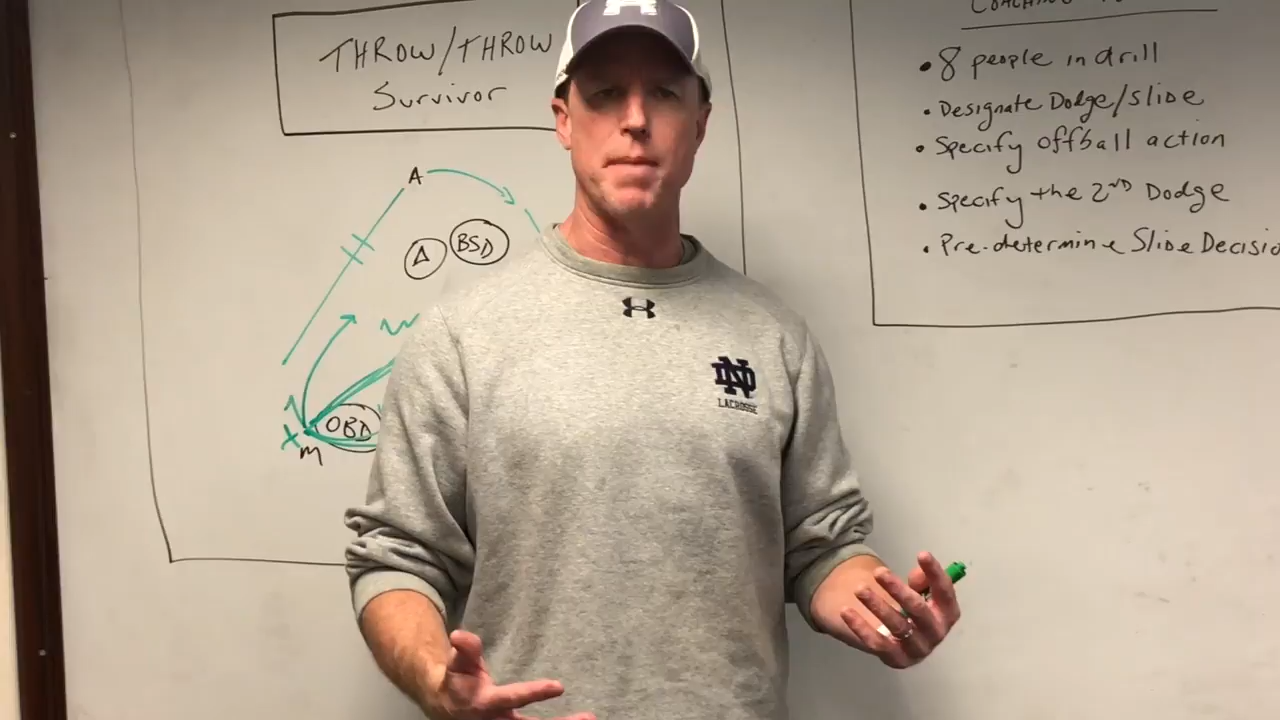 THROW/THROW
Survivor
A
Δ
BSD
OBD
X
M
ND
LACROSSE
COACHING
• 8 people in drill
• Designate Dodge/slide
• Specify offball action
• Specify the 2ND Dodge
• Pre-determine Slide